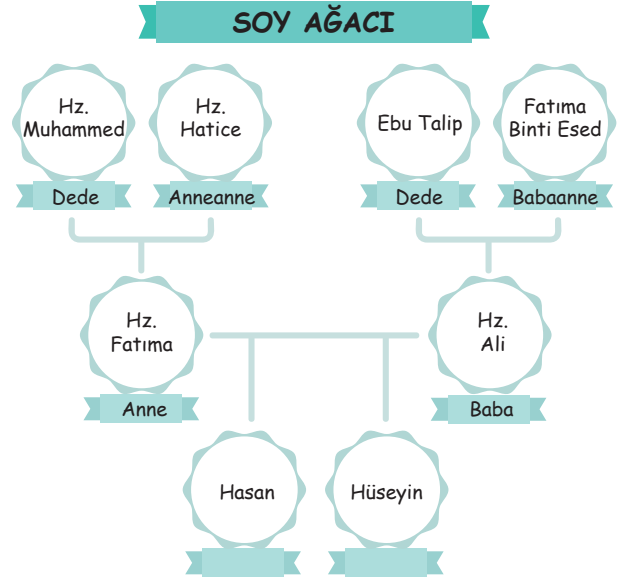 SOY AĞACI
Hz.
Muhammed
Dede
Hz.
Hatice
Anneanne
Ebu Talip
Dede
Fatıma
Binti Esed
Babaanne
Hz.
Fatıma
Anne
Hz.
Ali
Baba
Hasan
Hüseyin